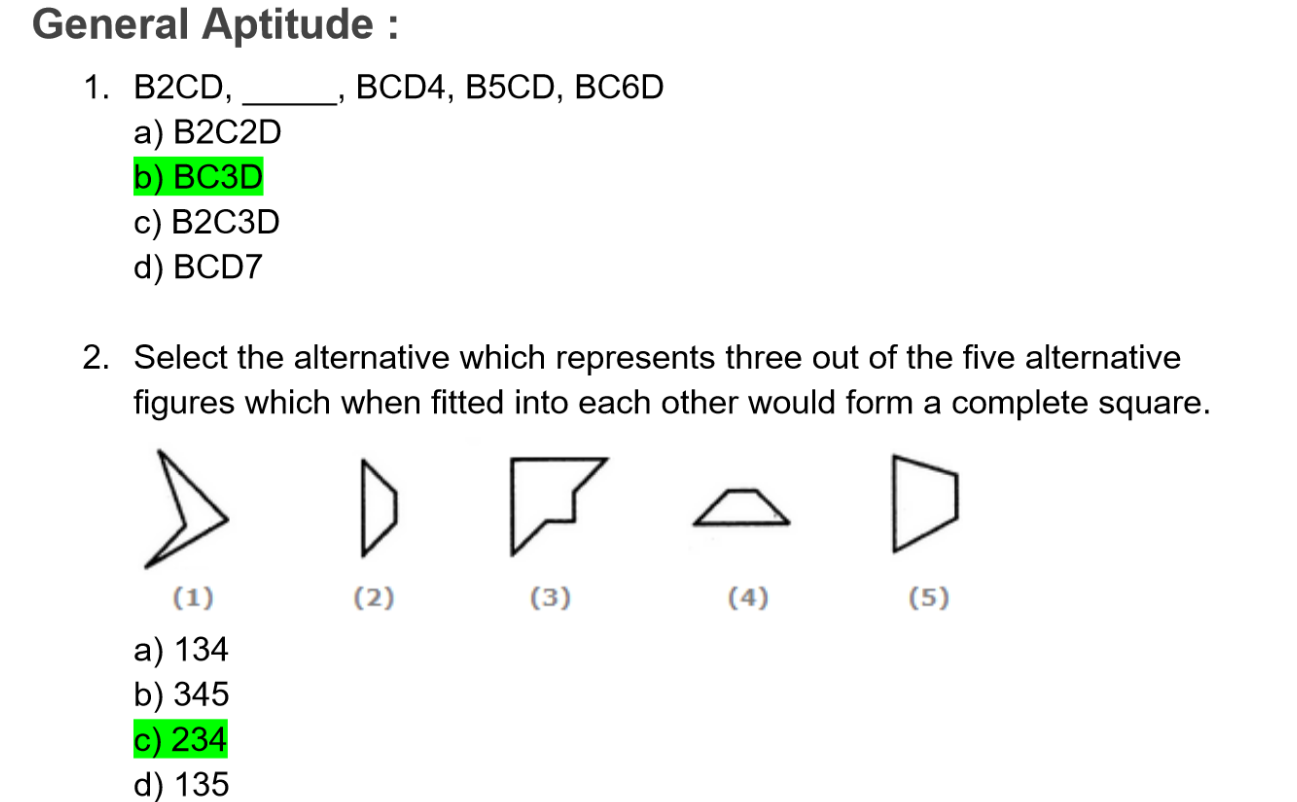 General Aptitude :
1. B2CD, _____, BCD4, B5CD, BC6D
a) B2C2D
b) BC3D
c) B2C3D
d) BCD7
2. Select the alternative which represents three out of the five alternative
figures which when fitted into each other would form a complete square.
(1) (2) (3) (4) (5)
a) 134
b) 345
c) 234
d) 135